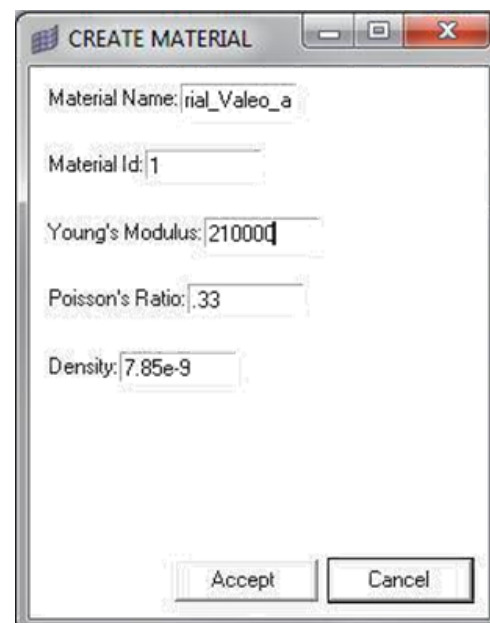 CREATE MATERIAL
Material Name: rial_Valeo_a
Material Id: 1
Young's Modulus: 210000
Poisson's Ratio: .33
Density: 7.85e-9
Accept Cancel